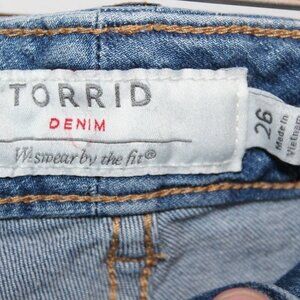 TORRID
DENIM
We swear by the fit®
26
Made in
Vietnam